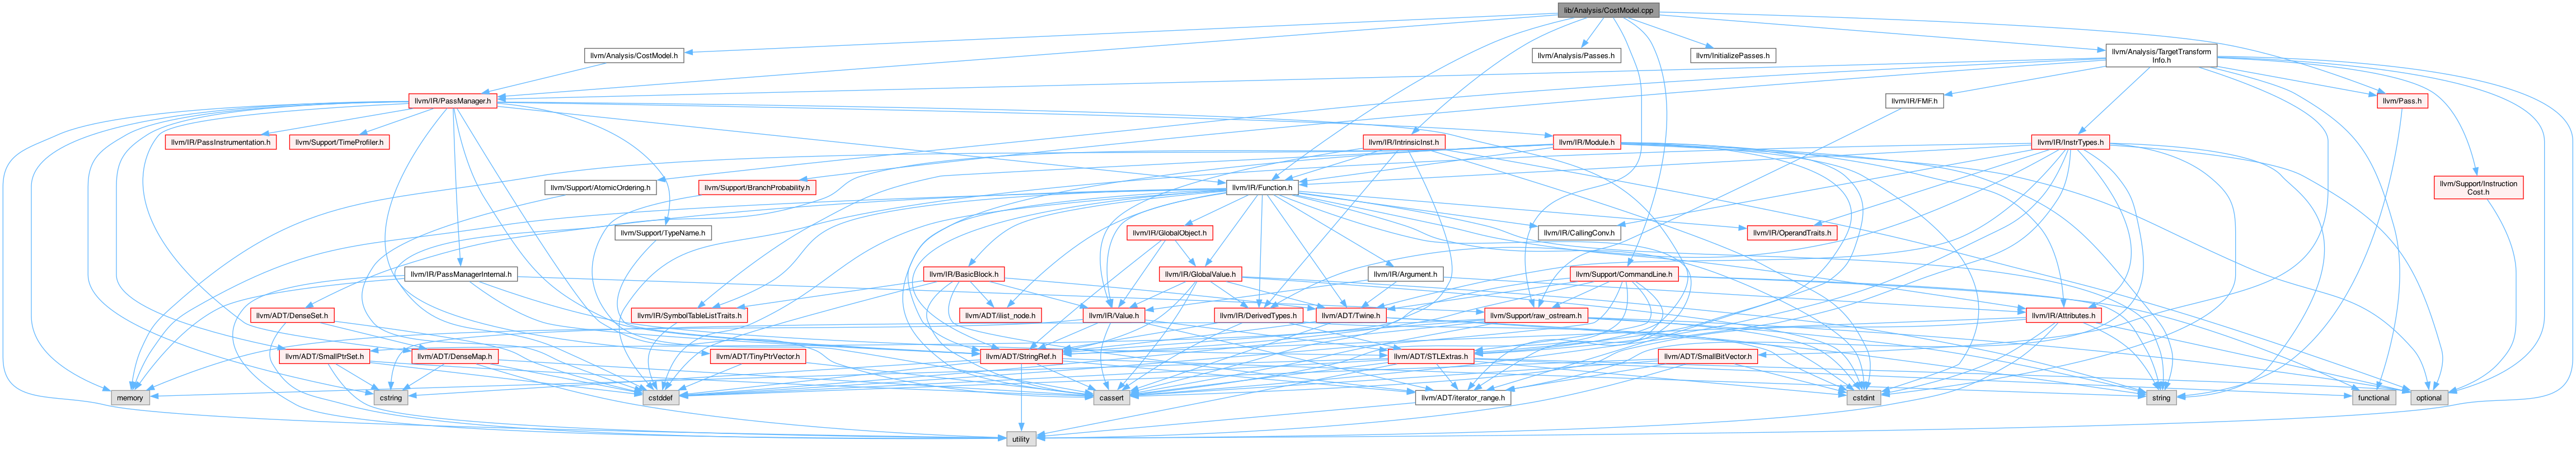 lib/Analysis/CostModel.cpp
llvm/Analysis/CostModel.h
llvm/Analysis/Passes.h
llvm/InitializePasses.h
llvm/Analysis/TargetTransform
Info.h
llvm/IR/PassManager.h
llvm/IR/FMF.h
llvm/Pass.h
llvm/IR/PassInstrumentation.h
llvm/Support/TimeProfiler.h
llvm/IR/IntrinsicInst.h
llvm/IR/Module.h
llvm/IR/InstrTypes.h
llvm/Support/AtomicOrdering.h
llvm/Support/BranchProbability.h
llvm/IR/Function.h
llvm/Support/Instruction
Cost.h
llvm/Support/TypeName.h
llvm/IR/GlobalObject.h
llvm/IR/CallingConv.h
llvm/IR/OperandTraits.h
llvm/IR/PassManagerInternal.h
llvm/IR/BasicBlock.h
llvm/IR/GlobalValue.h
llvm/IR/Argument.h
llvm/Support/CommandLine.h
llvm/ADT/DenseSet.h
llvm/IR/SymbolTableListTraits.h
llvm/ADT/ilist_node.h
llvm/IR/Value.h
llvm/IR/DerivedTypes.h
llvm/ADT/Twine.h
llvm/Support/raw_ostream.h
llvm/IR/Attributes.h
llvm/ADT/SmallPtrSet.h
llvm/ADT/DenseMap.h
llvm/ADT/TinyPtrVector.h
llvm/ADT/StringRef.h
llvm/ADT/STLExtras.h
llvm/ADT/SmallBitVector.h
memory
cstring
cstddef
cassert
llvm/ADT/iterator_range.h
cstdint
string
functional
optional
utility